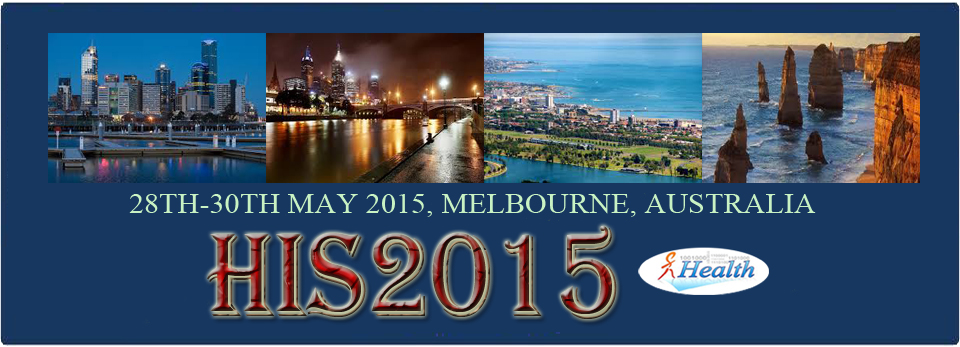 28TH-30TH MAY 2015, MELBOURNE, AUSTRALIA
HIS2015
Health